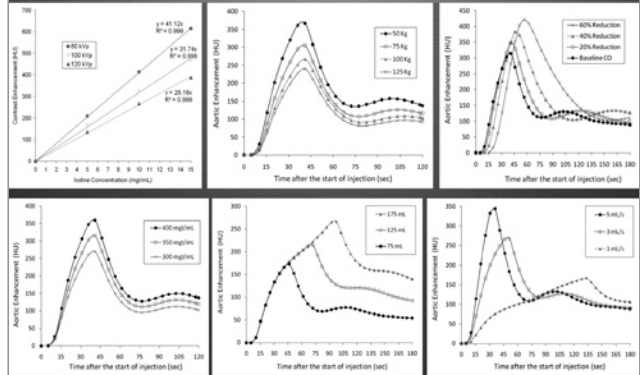 Contrast Enhancement (HU)
700
600
500
400
300
200
100
0
80 kVp
100 kVp
120 kVp
y = 41.12x
R² = 0.999
y = 31.74x
R² = 0.998
y = 26.18x
R² = 0.999
0 1 2 3 4 5 6 7 8 9 10 11 12 13 14 15
Iodine Concentration (mgI/mL)
Aortic Enhancement (HU)
400
350
300
250
200
150
100
50
0
50 Kg
75 Kg
100 Kg
125 Kg
0 15 30 45 60 75 90 105 120
Time after the start of injection (sec)
Aortic Enhancement (HU)
450
400
350
300
250
200
150
100
50
0
60% Reduction
40% Reduction
20% Reduction
Baseline CO
0 15 30 45 60 75 90 105 120 135 150 165 180
Time after the start of injection (sec)
Aortic Enhancement (HU)
400
350
300
250
200
150
100
50
0
400 mgI/mL
350 mgI/mL
300 mgI/mL
0 15 30 45 60 75 90 105 120
Time after the start of injection (sec)
Aortic Enhancement (HU)
300
250
200
150
100
50
0
175 mL
125 mL
75 mL
0 15 30 45 60 75 90 105 120 135 150 165 180
Time after the start of injection (sec)
Aortic Enhancement (HU)
350
300
250
200
150
100
50
0
5 mL/s
3 mL/s
1 mL/s
0 15 30 45 60 75 90 105 120 135 150 165 180
Time after the start of injection (sec)